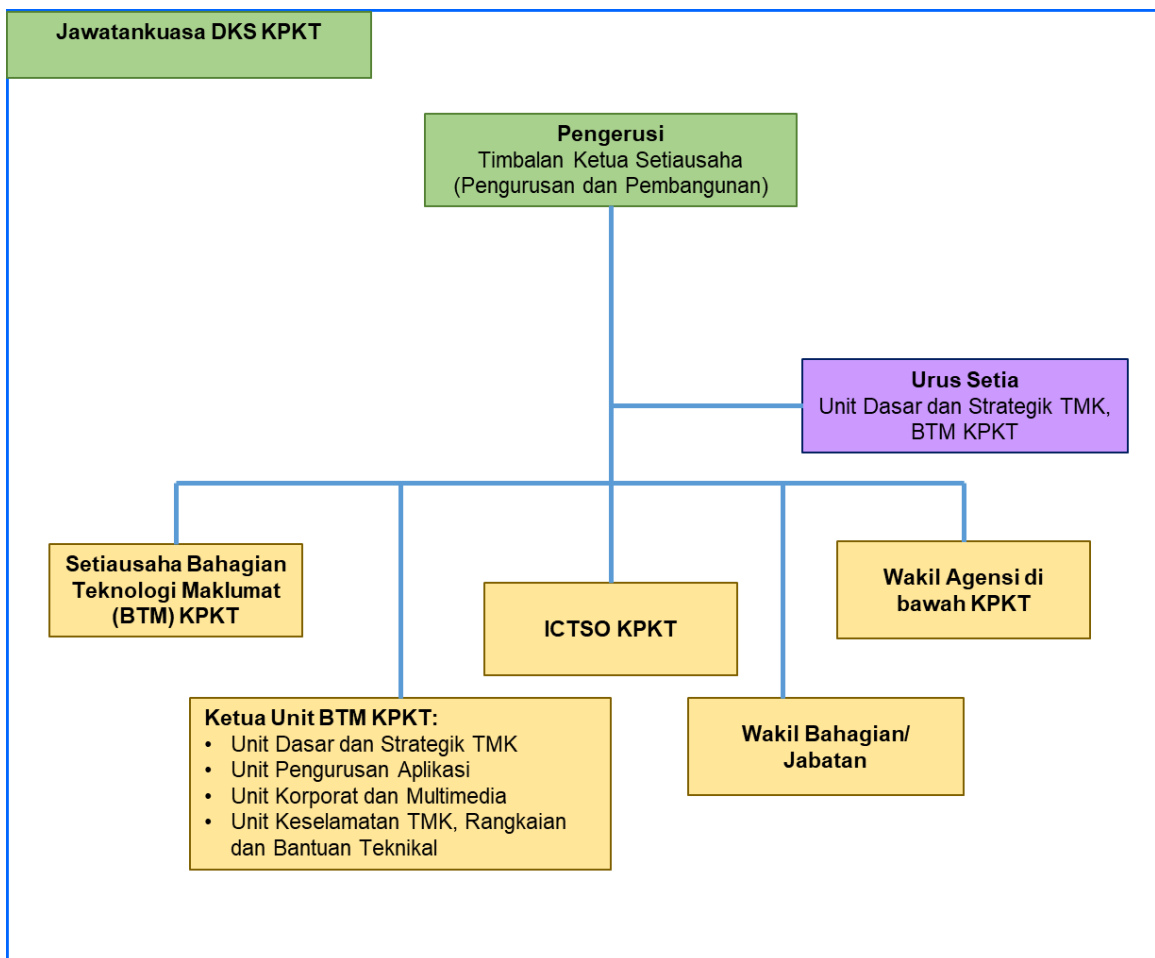 Jawatankuasa DKS KPKT
Pengerusi
Timbalan Ketua Setiausaha
(Pengurusan dan Pembangunan)
Urus Setia
Unit Dasar dan Strategik TMK,
BTM KPKT
Setiausaha Bahagian
Teknologi Maklumat
(BTM) KPKT
ICTSO KPKT
Wakil Agensi di
bawah KPKT
Ketua Unit BTM KPKT:
• Unit Dasar dan Strategik TMK
• Unit Pengurusan Aplikasi
• Unit Korporat dan Multimedia
• Unit Keselamatan TMK, Rangkaian
dan Bantuan Teknikal
Wakil Bahagian/
Jabatan